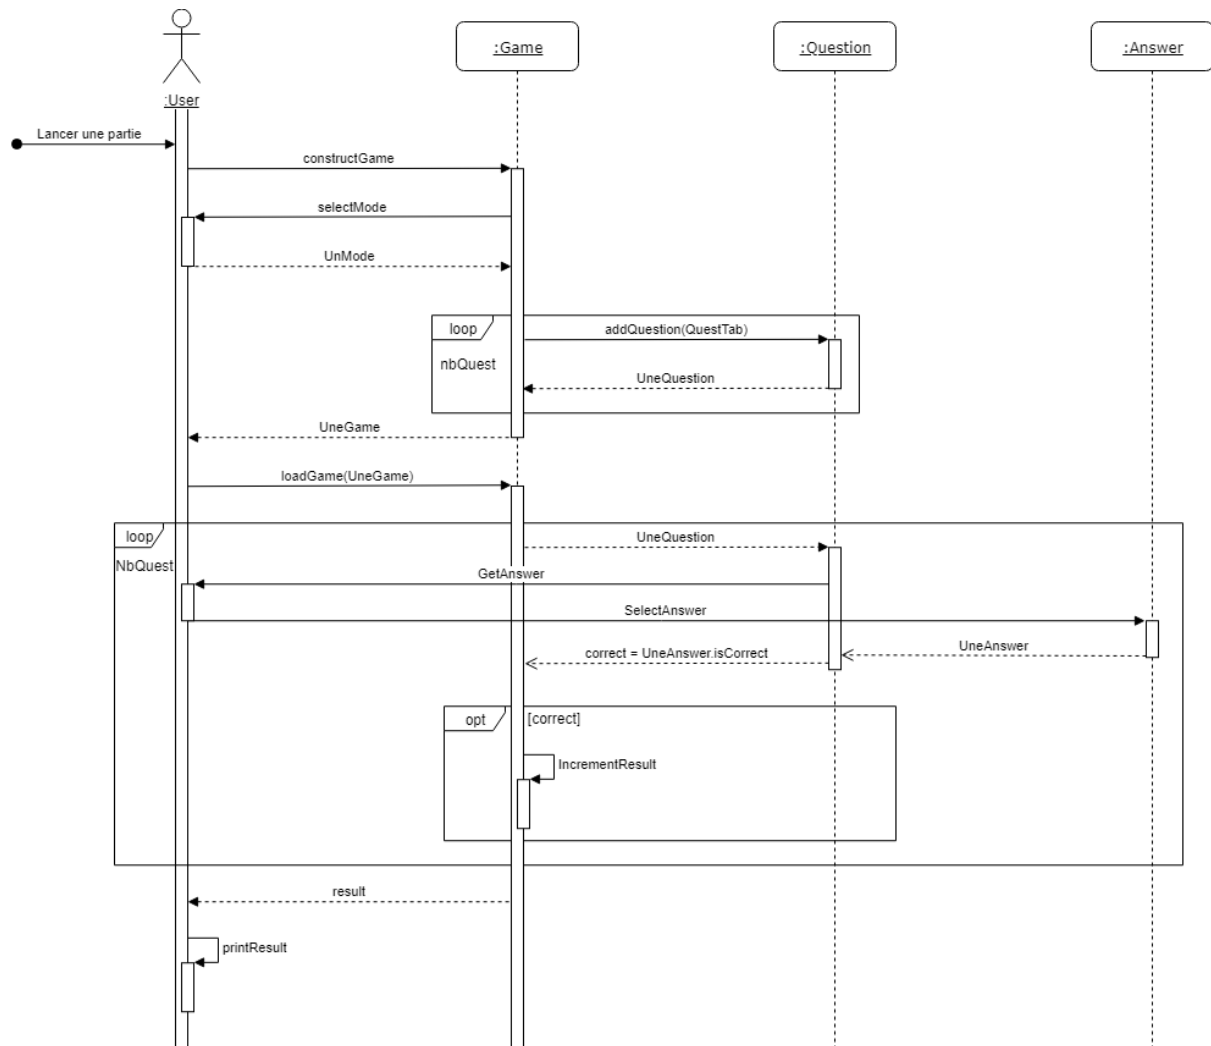 :User
:Game
:Question
:Answer
Lancer une partie
constructGame
selectMode
UnMode
loop
addQuestion(QuestTab)
nbQuest
UneQuestion
UneGame
loadGame(UneGame)
loop
UneQuestion
NbQuest
GetAnswer
SelectAnswer
UneAnswer
correct = UneAnswer.isCorrect
opt
[correct]
IncrementResult
result
printResult